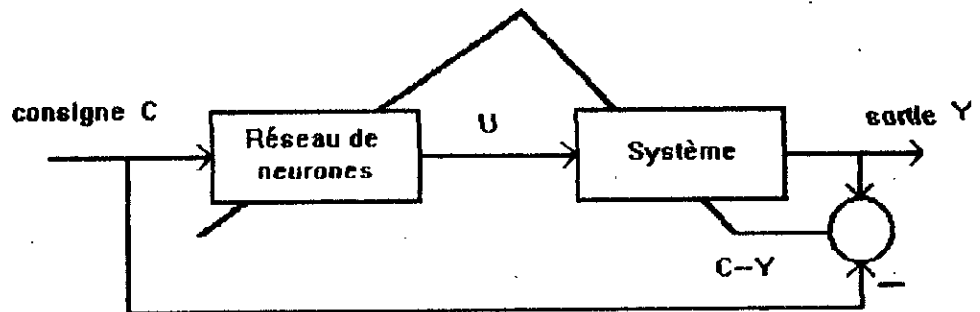 consigne C
Réseau de
neurones
U
Système
sortie Y
C-Y
-